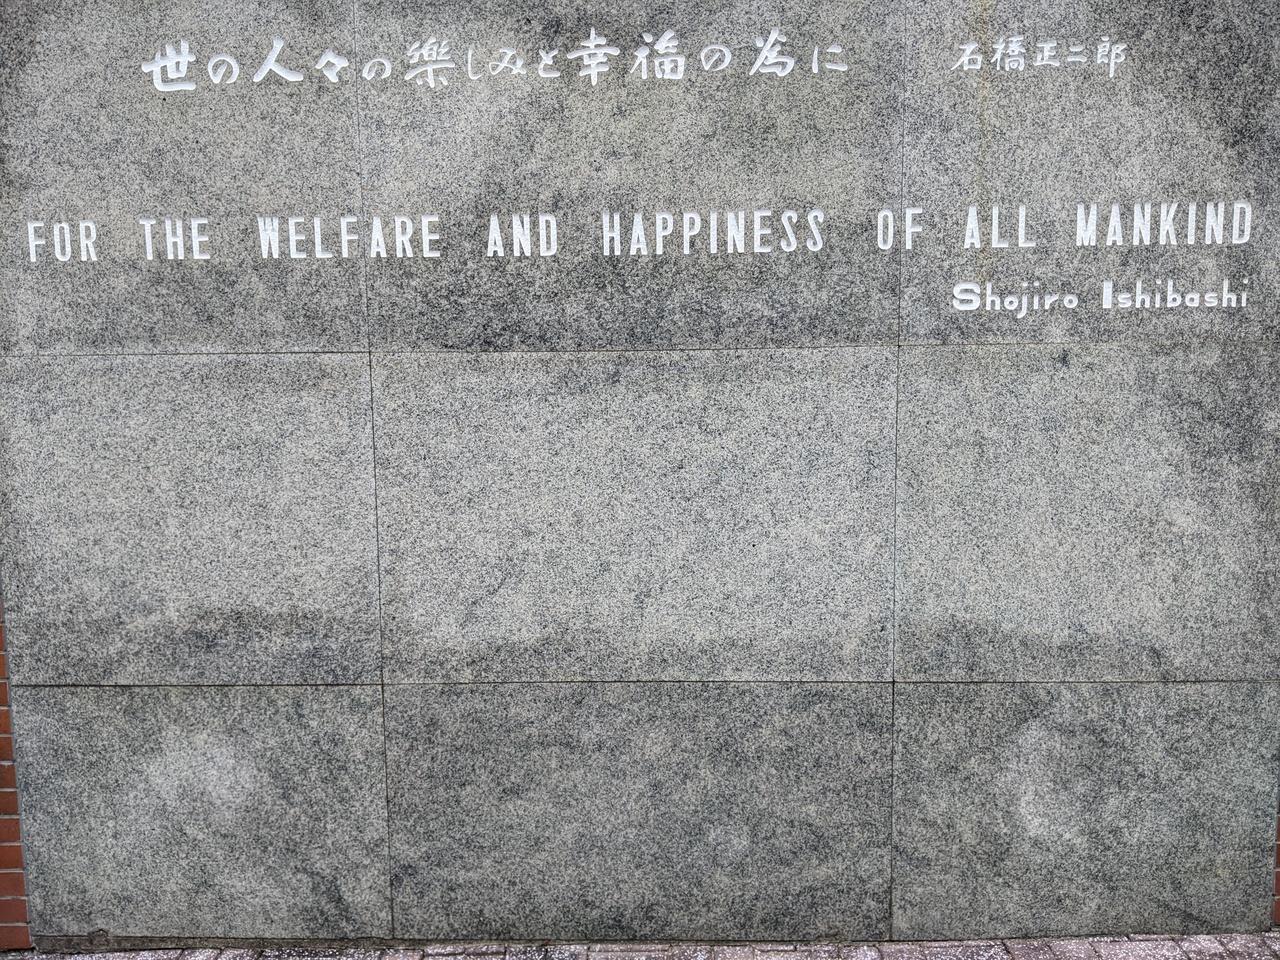 世の人々の樂しみと幸福の為に 石橋正二郎
FOR THE WELFARE AND HAPPINESS OF ALL MANKIND
Shojiro Ishibashi